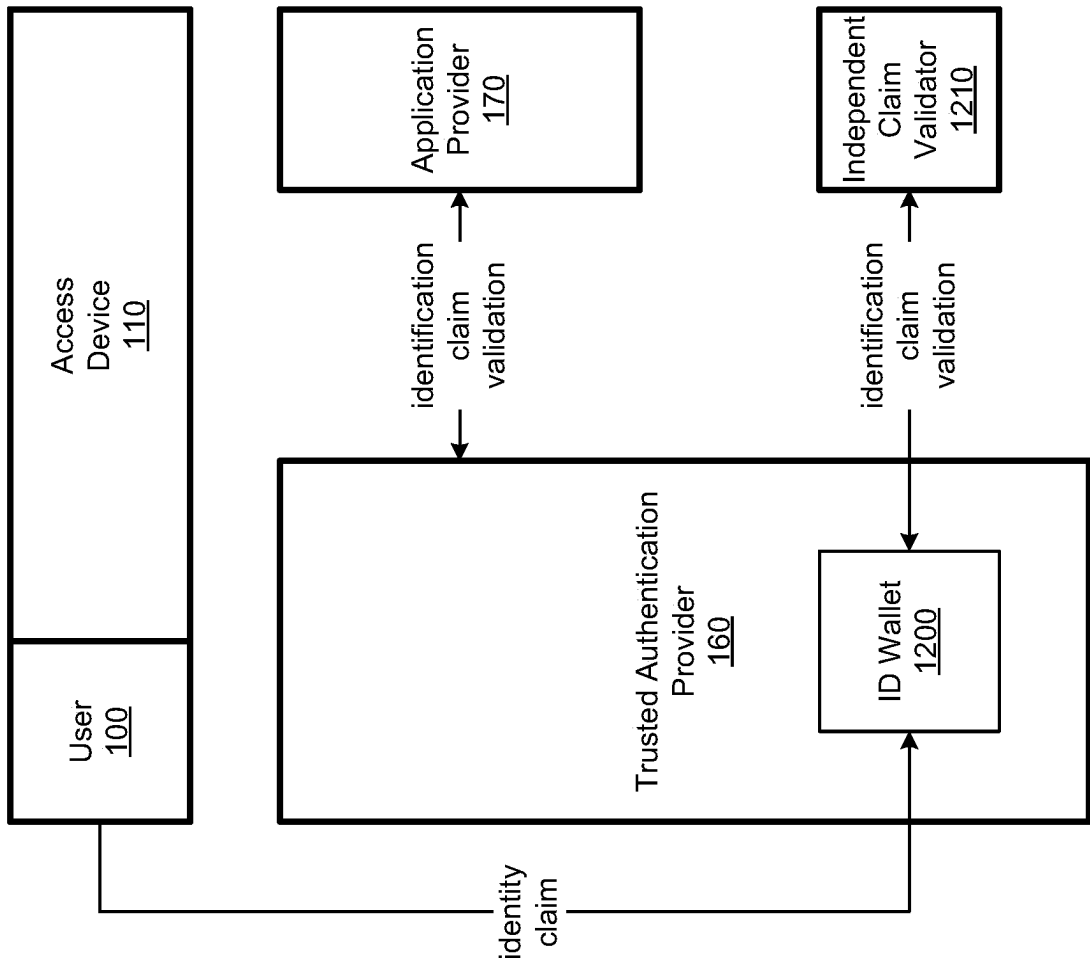 User
100
Access
Device
110
identity
claim
Trusted Authentication
Provider
160
identification
claim
validation
Application
Provider
170
ID Wallet
1200
identification
claim
validation
Independent
Claim
Validator
1210